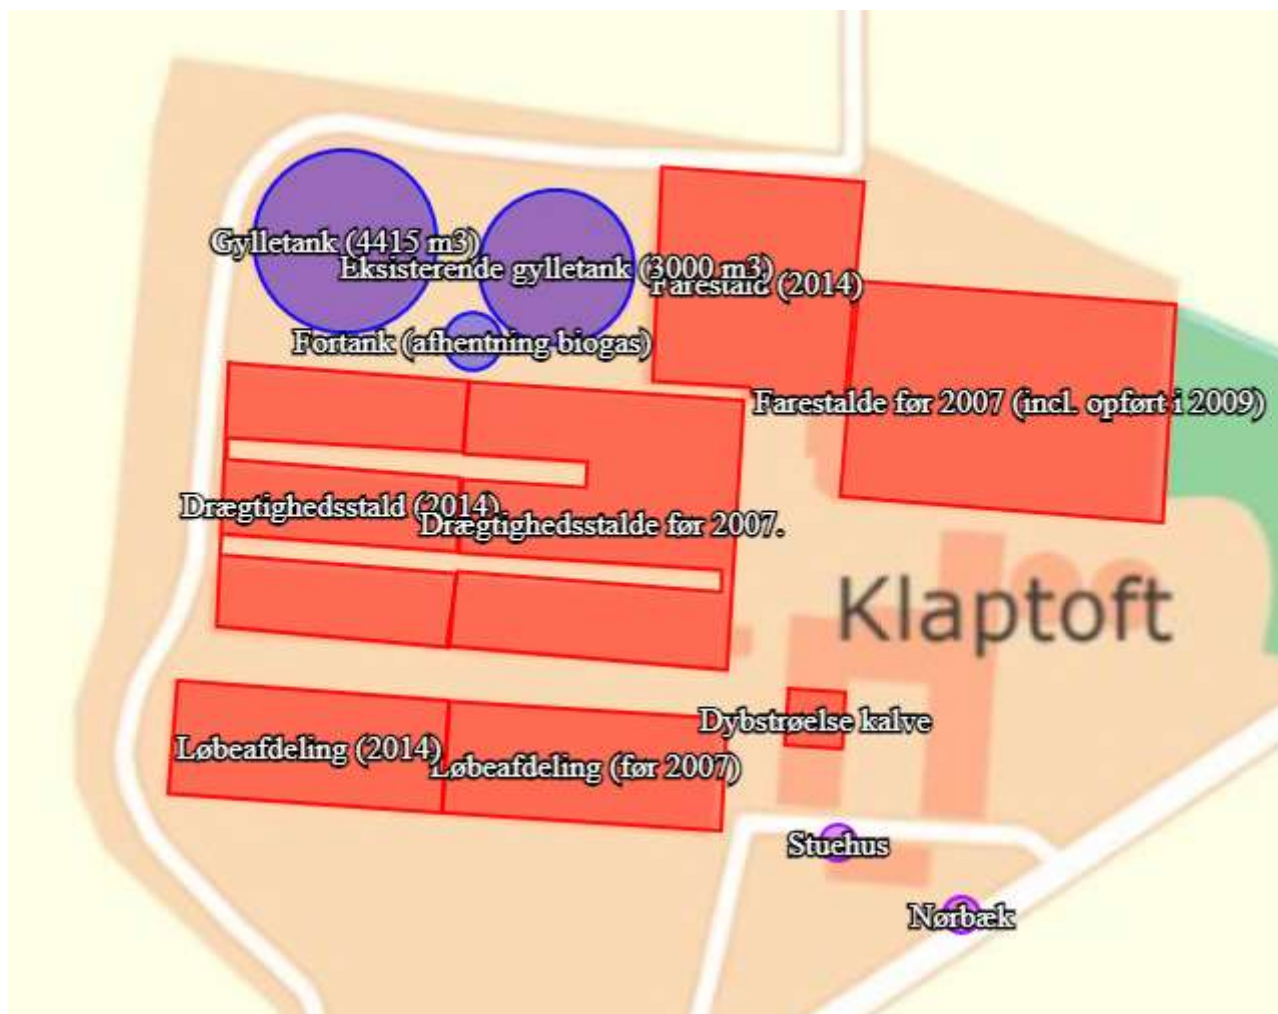 Gylletank (4415 m3)
Eksisterende gylletank (3000 m3)
Farestald (2014)
Fortank (afhentning biogas)
Farestalde før 2007 (incl. opført i 2009)
Drægtighedsstald (2014)
Drægtighedsstalde før 2007.
Klaptoft
Dybstrøelse kalve
Løbeafdeling (2014)
Løbeafdeling (før 2007)
Stuehus
Nørbæk